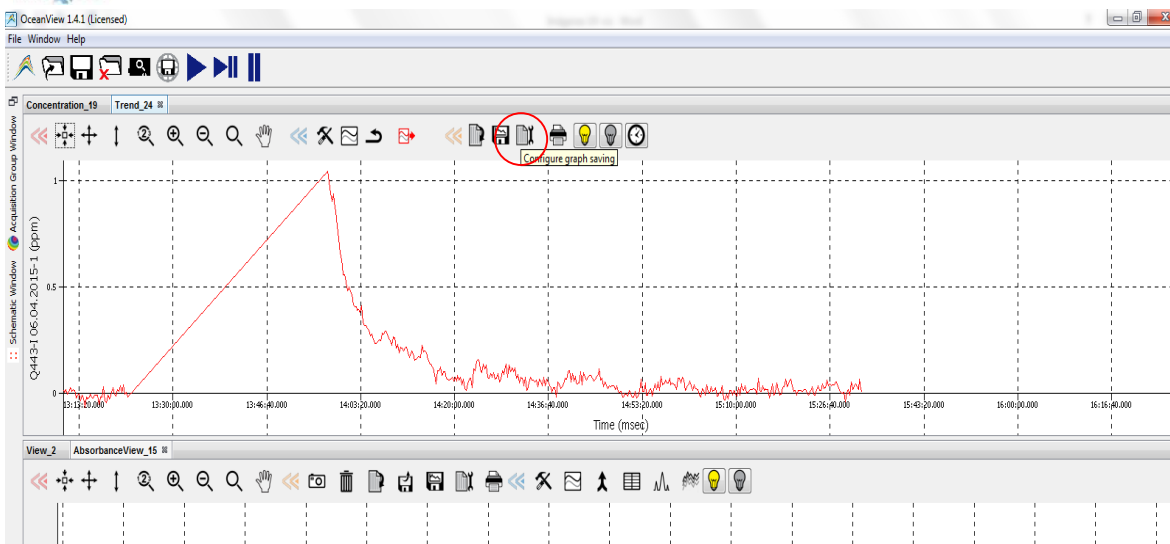 OceanView 1.4.1 (Licensed)
File Window Help
Concentration_19 Trend_24
Configure graph saving
Acquisition Group Window
Schematic Window
Q443-I 06.04.2015-1 (ppm)
1
0.5
0
13:13:20.000 13:30:00.000 13:46:40.000 14:03:20.000 14:20:00.000 14:36:40.000 14:53:20.000 15:10:00.000 15:26:40.000 15:43:20.000 16:00:00.000 16:16:40.000
Time (msec)
View_2 AbsorbanceView_15